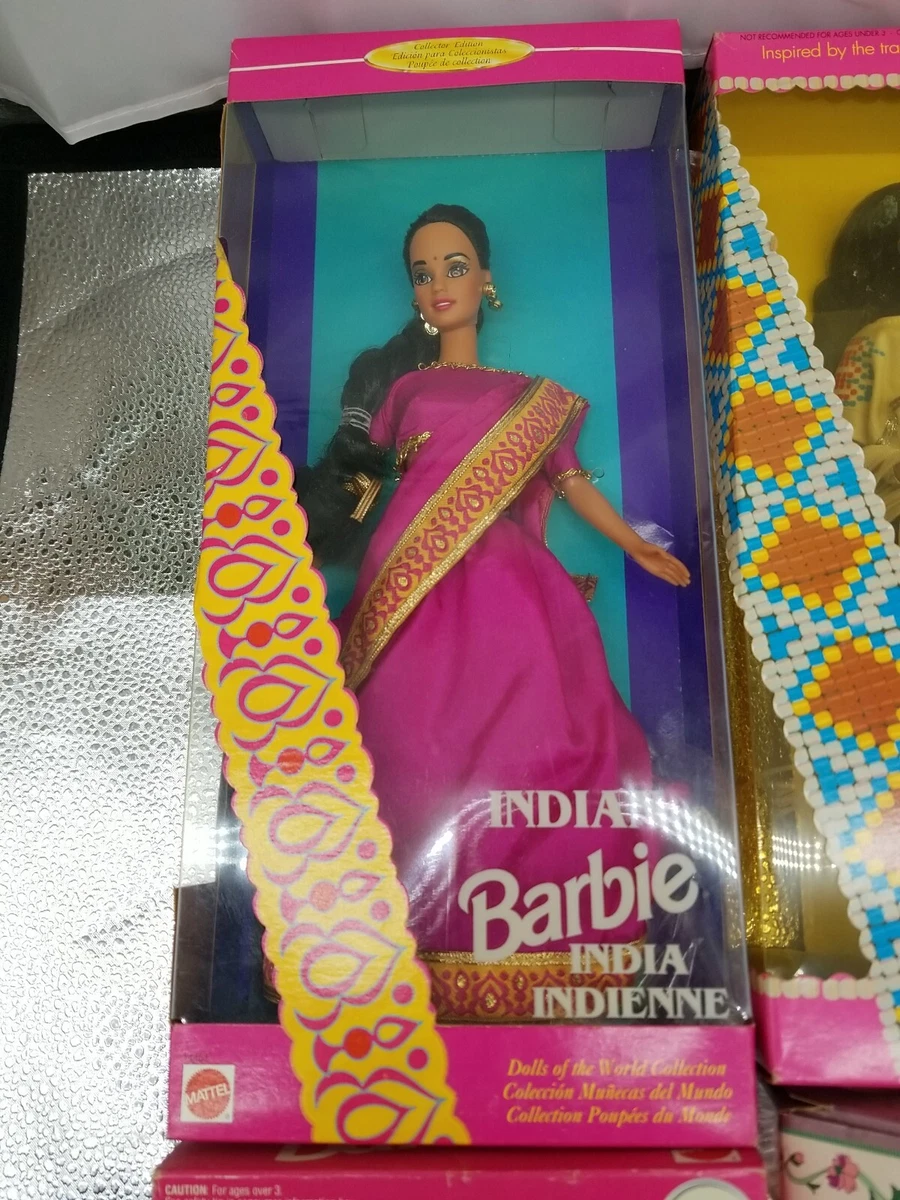 Collector Edition
Edición para Coleccionistas
Poupée de collection
NOT RECOMMENDED FOR AGES UNDER 2
Inspired by the tra
INDIAN
Barbie
INDIA
INDIENNE
Dolls of the World Collection
Colección Muñecas del Mundo
Collection Poupées du Monde
MATTEL
CAUTION: For ages over 3.